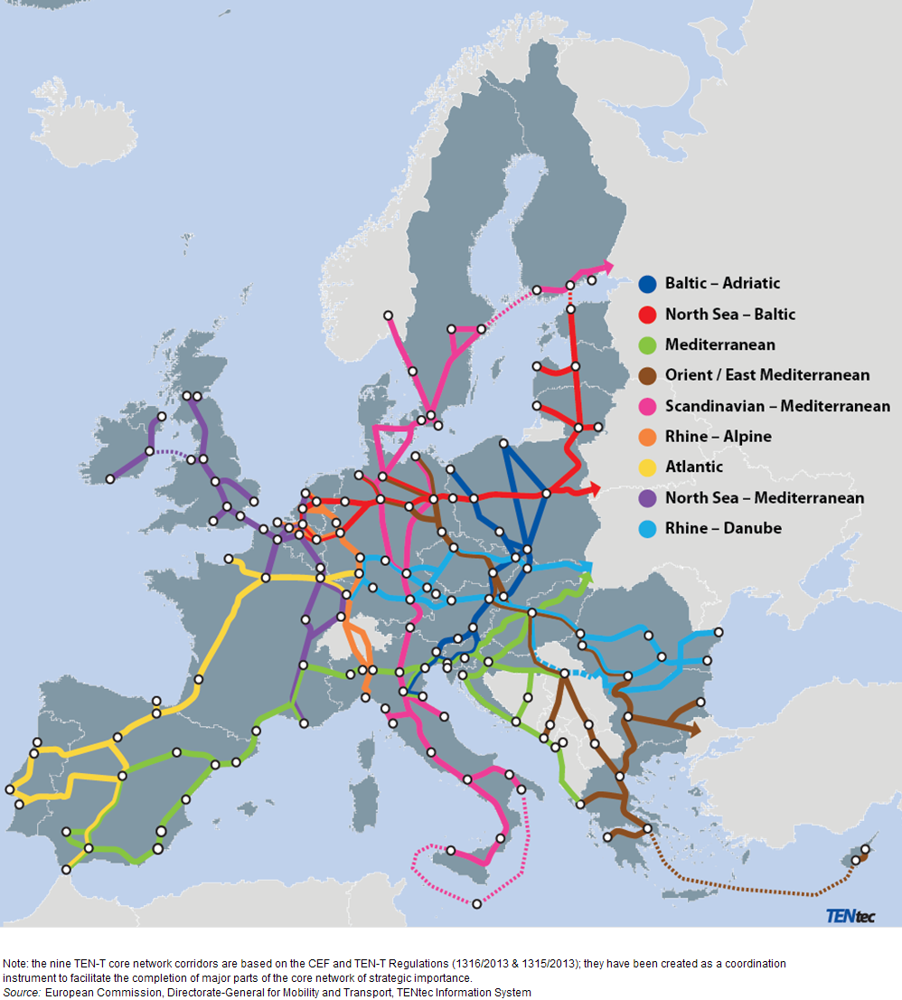 Baltic – Adriatic
North Sea – Baltic
Mediterranean
Orient / East Mediterranean
Scandinavian – Mediterranean
Rhine – Alpine
Atlantic
North Sea – Mediterranean
Rhine – Danube
TENtec
Note: the nine TEN-T core network corridors are based on the CEF and TEN-T Regulations (1316/2013 & 1315/2013); they have been created as a coordination
instrument to facilitate the completion of major parts of the core network of strategic importance.
Source: European Commission, Directorate-General for Mobility and Transport, TENtec Information System